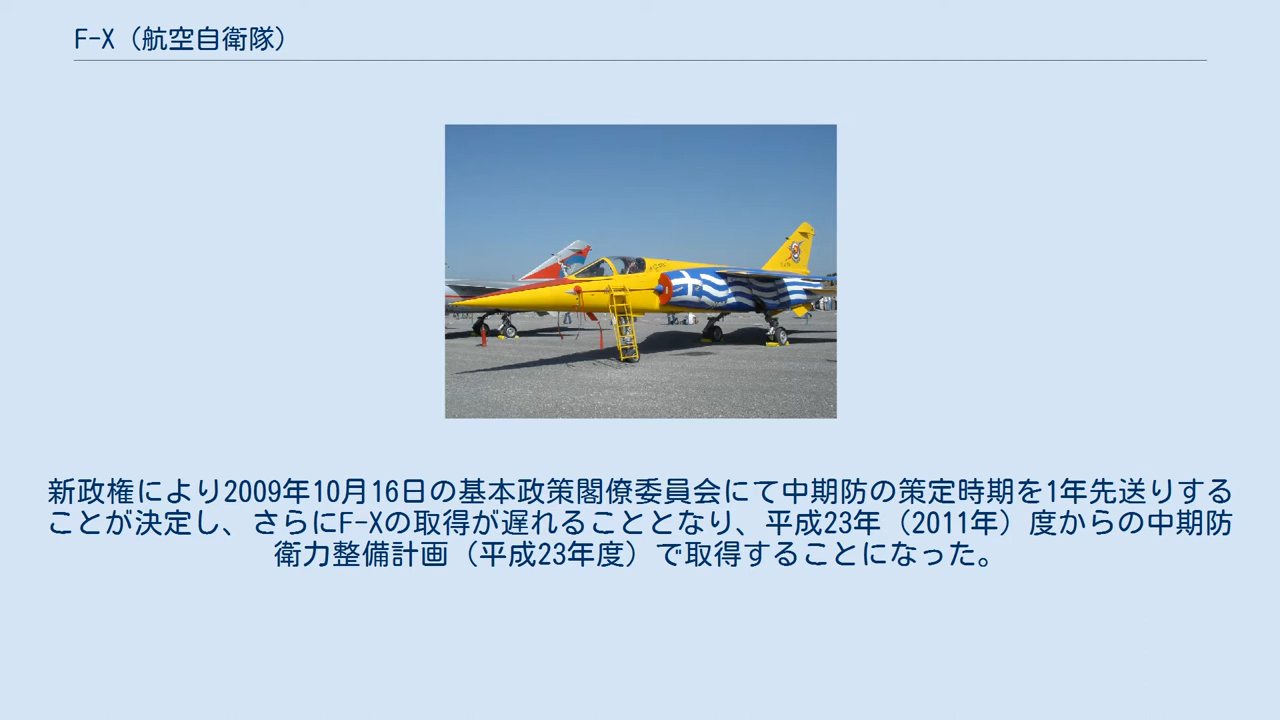 F-X（航空自衛隊）
新政権により2009年10月16日の基本政策閣僚委員会にて中期防の策定時期を1年先送りする
ことが決定し、さらにF-Xの取得が遅れることとなり、平成23年（2011年）度からの中期防
衛力整備計画（平成23年度）で取得することになった。